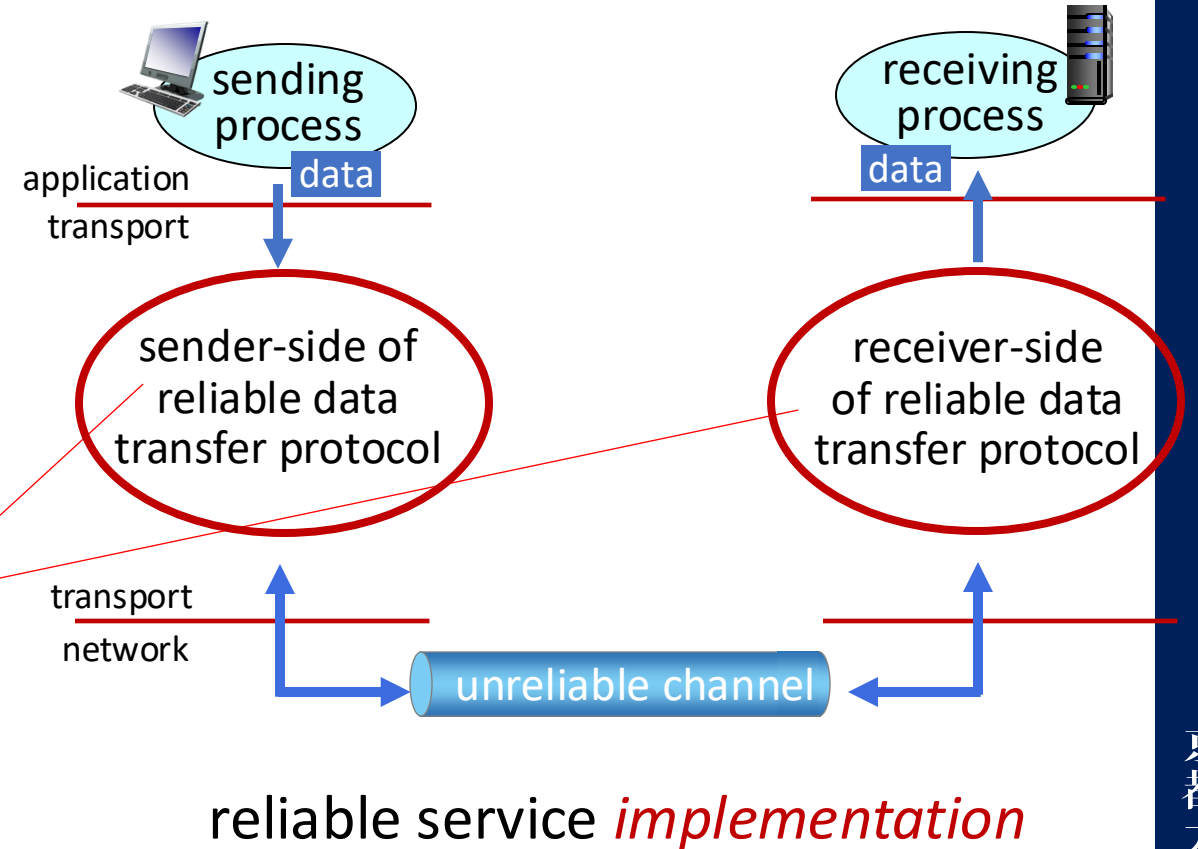 sending
process
data
receiving
process
data
application
transport
sender-side of
reliable data
transfer protocol
receiver-side
of reliable data
transfer protocol
transport
network
unreliable channel
reliable service implementation